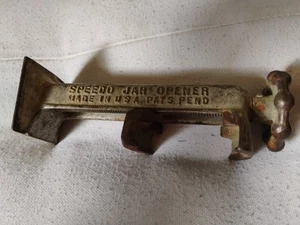 SPEEDO JAR OPENER
MADE IN U.S.A. PATS. PEND